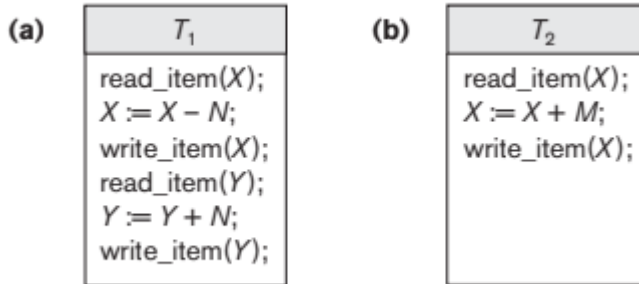 (a)
T1
read_item(X);
X := X – N;
write_item(X);
read_item(Y);
Y := Y + N;
write_item(Y);
(b)
T2
read_item(X);
X := X + M;
write_item(X);